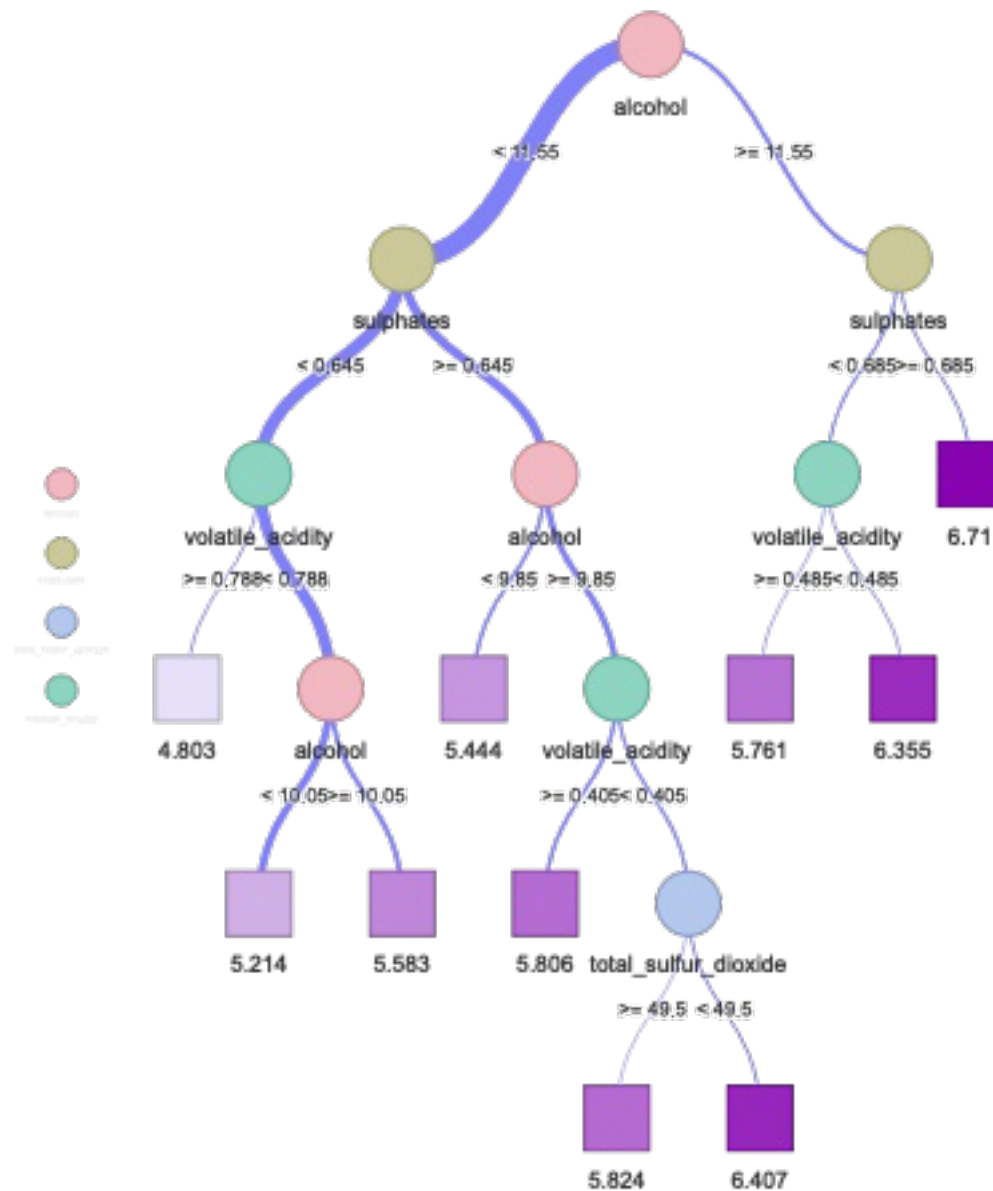 alcohol
< 11.55 >= 11.55
sulphates sulphates
< 0.645 >= 0.645 < 0.685 >= 0.685
volatile_acidity alcohol volatile_acidity 6.71
>= 0.788 < 0.788 < 9.85 >= 9.85 >= 0.485 < 0.485
4.803 alcohol 5.444 volatile_acidity 5.761 6.355
< 10.05 >= 10.05 >= 0.405 < 0.405
5.214 5.583 5.806 total_sulfur_dioxide
>= 49.5 < 49.5
5.824 6.407